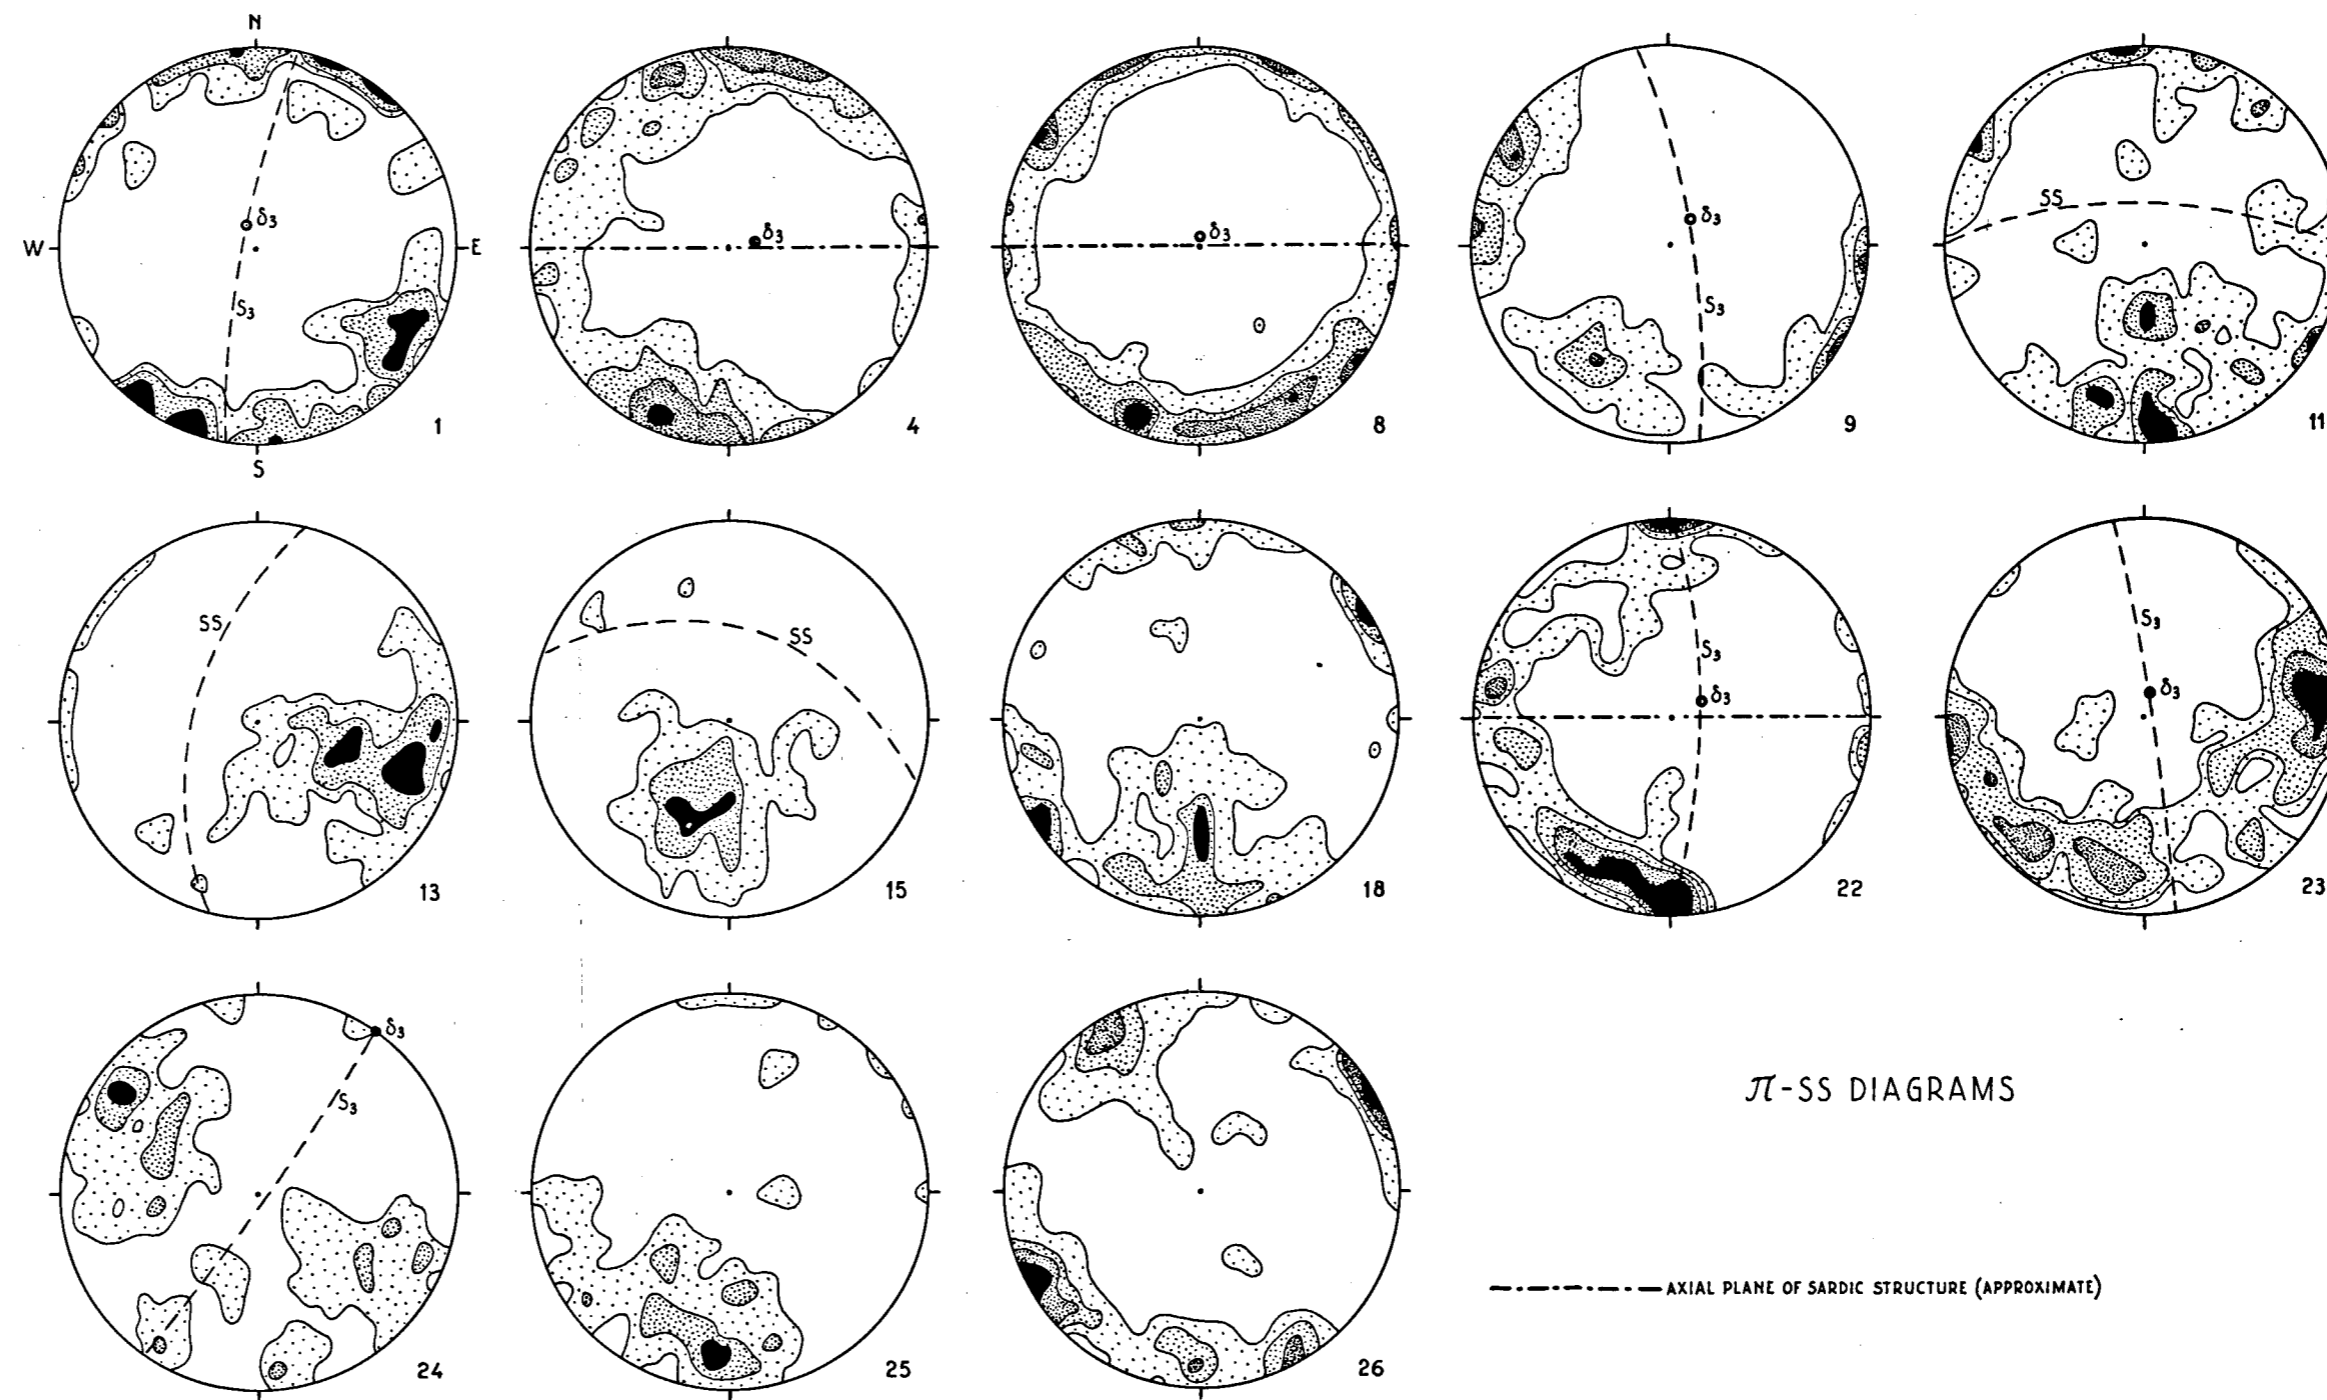 N
W
E
S
δ₃
S₃
1
δ₃
4
δ₃
8
δ₃
S₃
9
SS
11
SS
13
SS
15
18
S₃
δ₃
22
S₃
δ₃
23
δ₃
S₃
24
25
26
π-SS DIAGRAMS
AXIAL PLANE OF SARDIC STRUCTURE (APPROXIMATE)